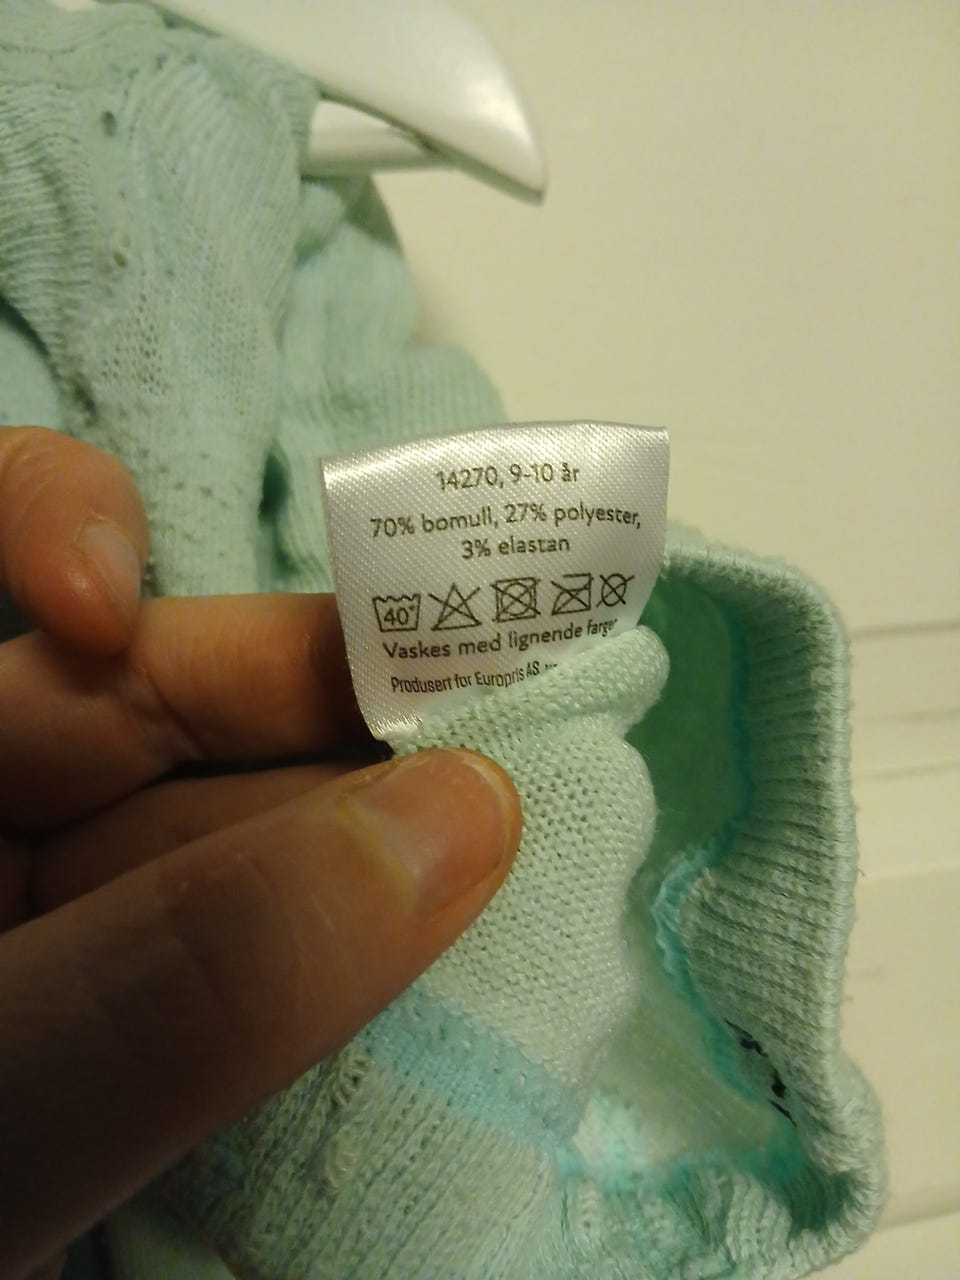 14270, 9-10 år
70% bomull, 27% polyester,
3% elastan
40°
Vaskes med lignende farger
Produsert for Europris AS,